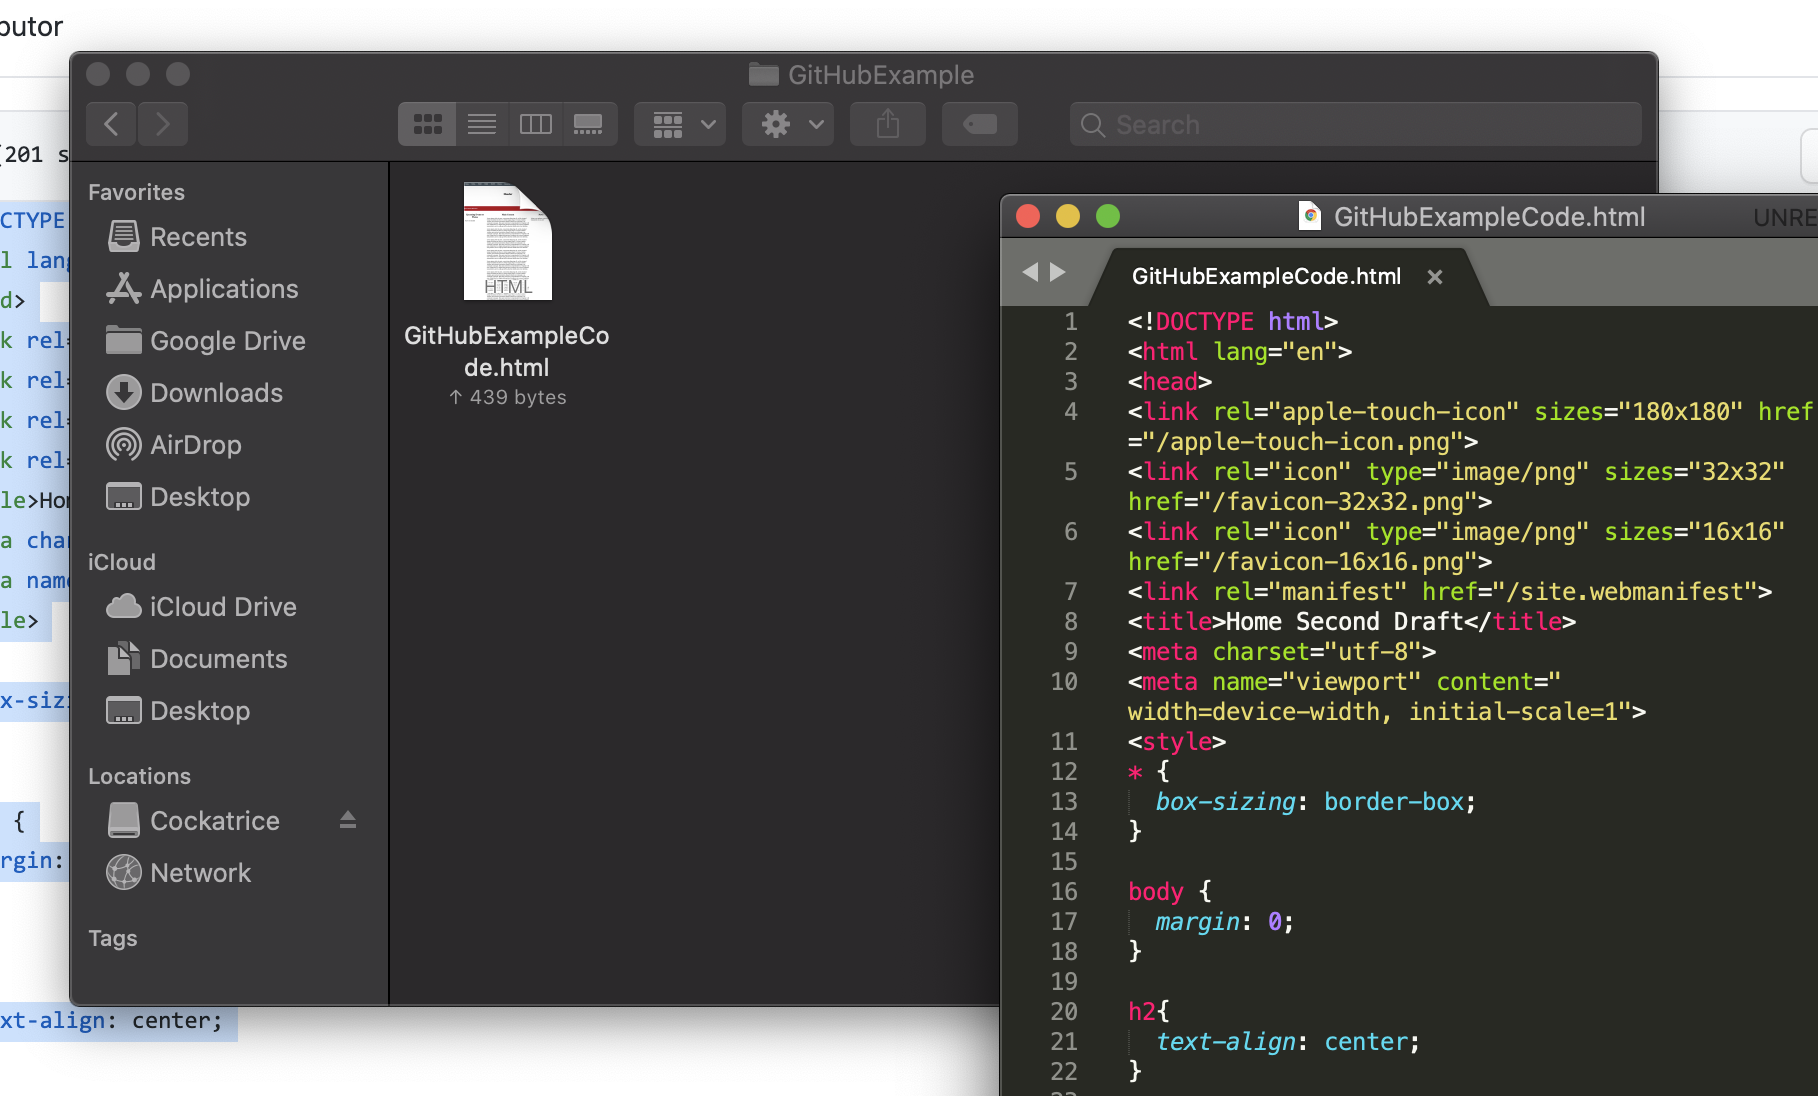 butor
(201 s
CTYPE
l lang
d>
k rel=
k rel=
k rel=
k rel=
le>Hom
a char
a name
le>
x-sizi
{
rgin:
xt-align: center;
GitHubExample
Search
Favorites
Recents
Applications
Google Drive
Downloads
AirDrop
Desktop
iCloud
iCloud Drive
Documents
Desktop
Locations
Cockatrice
Network
Tags
HTML
GitHubExampleCo
de.html
↑ 439 bytes
GitHubExampleCode.html
UNRE
GitHubExampleCode.html ×
1 <!DOCTYPE html>
2 <html lang="en">
3 <head>
4 <link rel="apple-touch-icon" sizes="180x180" href
="/apple-touch-icon.png">
5 <link rel="icon" type="image/png" sizes="32x32"
href="/favicon-32x32.png">
6 <link rel="icon" type="image/png" sizes="16x16"
href="/favicon-16x16.png">
7 <link rel="manifest" href="/site.webmanifest">
8 <title>Home Second Draft</title>
9 <meta charset="utf-8">
10 <meta name="viewport" content="
width=device-width, initial-scale=1">
11 <style>
12 * {
13 box-sizing: border-box;
14 }
15
16 body {
17 margin: 0;
18 }
19
20 h2{
21 text-align: center;
22 }